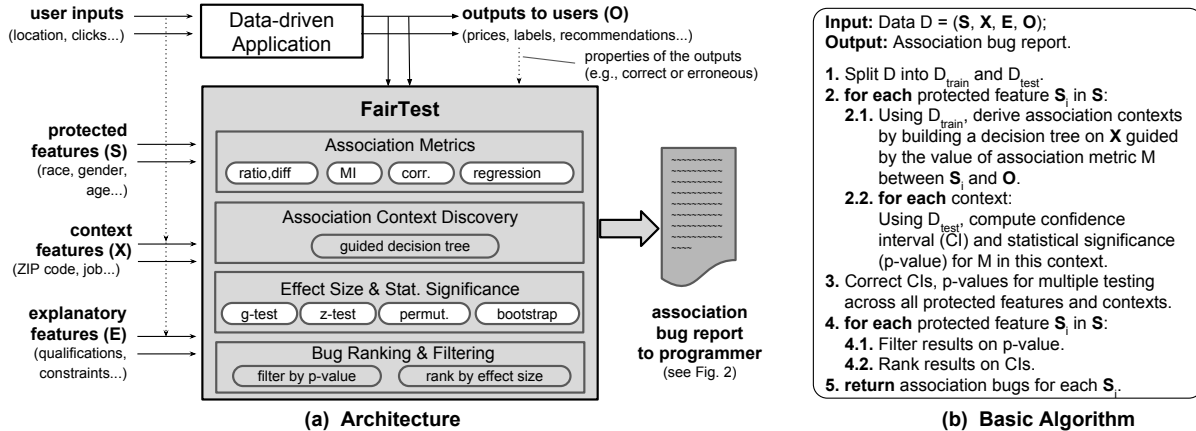 user inputs
(location, clicks...)
Data-driven
Application
outputs to users (O)
(prices, labels, recommendations...)
properties of the outputs
(e.g., correct or erroneous)
protected
features (S)
(race, gender,
age...)
context
features (X)
(ZIP code, job...)
explanatory
features (E)
(qualifications,
constraints...)
FairTest
Association Metrics
ratio,diff
MI
corr.
regression
Association Context Discovery
guided decision tree
Effect Size & Stat. Significance
g-test
z-test
permut.
bootstrap
Bug Ranking & Filtering
filter by p-value
rank by effect size
association
bug report
to programmer
(see Fig. 2)
(a) Architecture
Input: Data D = (S, X, E, O);
Output: Association bug report.
1. Split D into D_train and D_test.
2. for each protected feature S_i in S:
2.1. Using D_train, derive association contexts
by building a decision tree on X guided
by the value of association metric M
between S_i and O.
2.2. for each context:
Using D_test, compute confidence
interval (CI) and statistical significance
(p-value) for M in this context.
3. Correct CIs, p-values for multiple testing
across all protected features and contexts.
4. for each protected feature S_i in S:
4.1. Filter results on p-value.
4.2. Rank results on CIs.
5. return association bugs for each S_i.
(b) Basic Algorithm